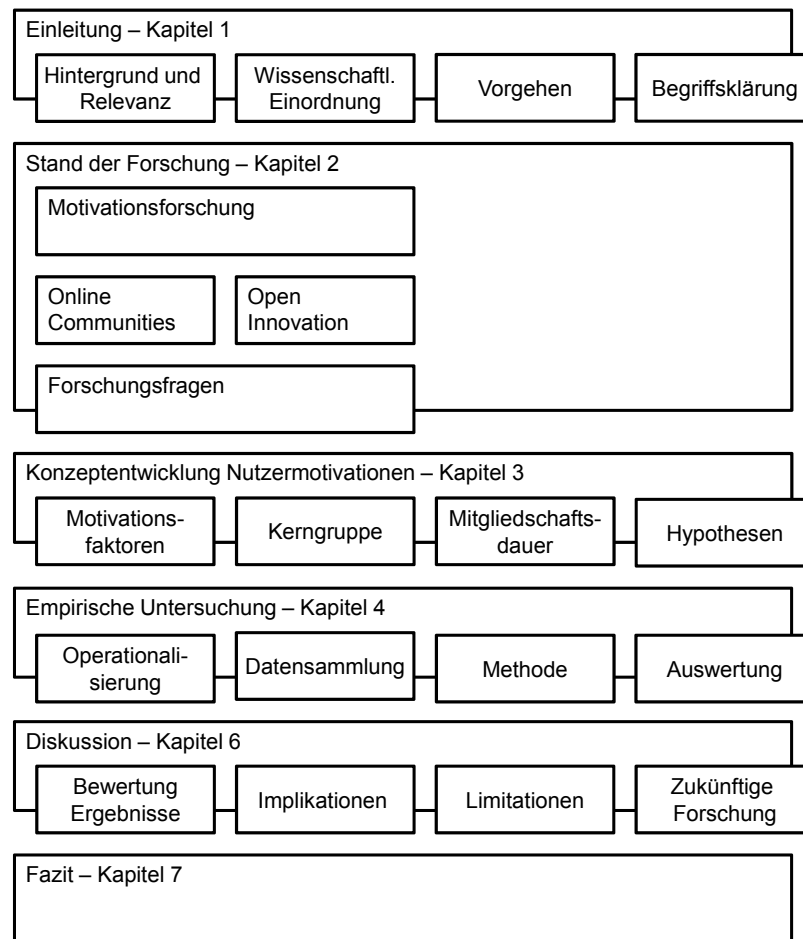 Einleitung – Kapitel 1
Hintergrund und
Relevanz
Wissenschaftl.
Einordnung
Vorgehen
Begriffsklärung
Stand der Forschung – Kapitel 2
Motivationsforschung
Online
Communities
Open
Innovation
Forschungsfragen
Konzeptentwicklung Nutzermotivationen – Kapitel 3
Motivations-
faktoren
Kerngruppe
Mitgliedschafts-
dauer
Hypothesen
Empirische Untersuchung – Kapitel 4
Operationali-
sierung
Datensammlung
Methode
Auswertung
Diskussion – Kapitel 6
Bewertung
Ergebnisse
Implikationen
Limitationen
Zukünftige
Forschung
Fazit – Kapitel 7